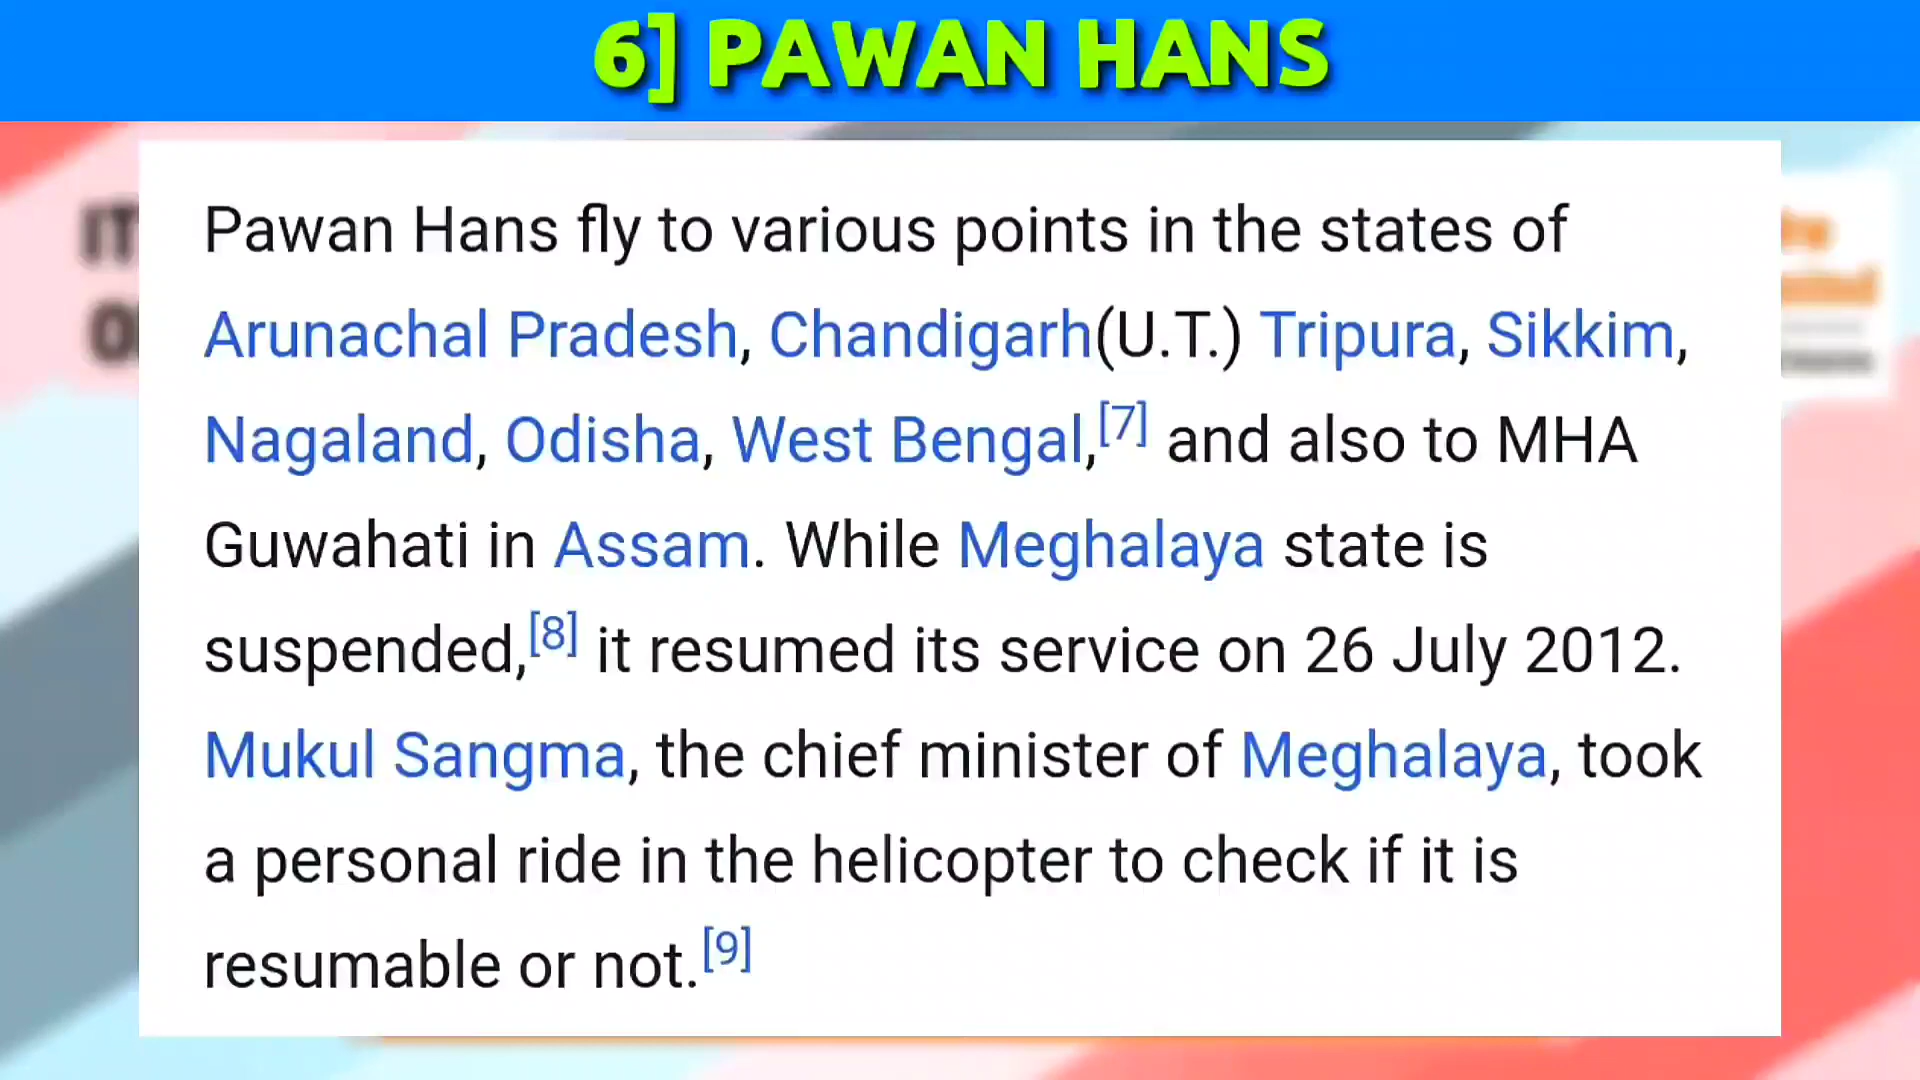 6] PAWAN HANS
Pawan Hans fly to various points in the states of
Arunachal Pradesh, Chandigarh(U.T.) Tripura, Sikkim,
Nagaland, Odisha, West Bengal,[7] and also to MHA
Guwahati in Assam. While Meghalaya state is
suspended,[8] it resumed its service on 26 July 2012.
Mukul Sangma, the chief minister of Meghalaya, took
a personal ride in the helicopter to check if it is
resumable or not.[9]